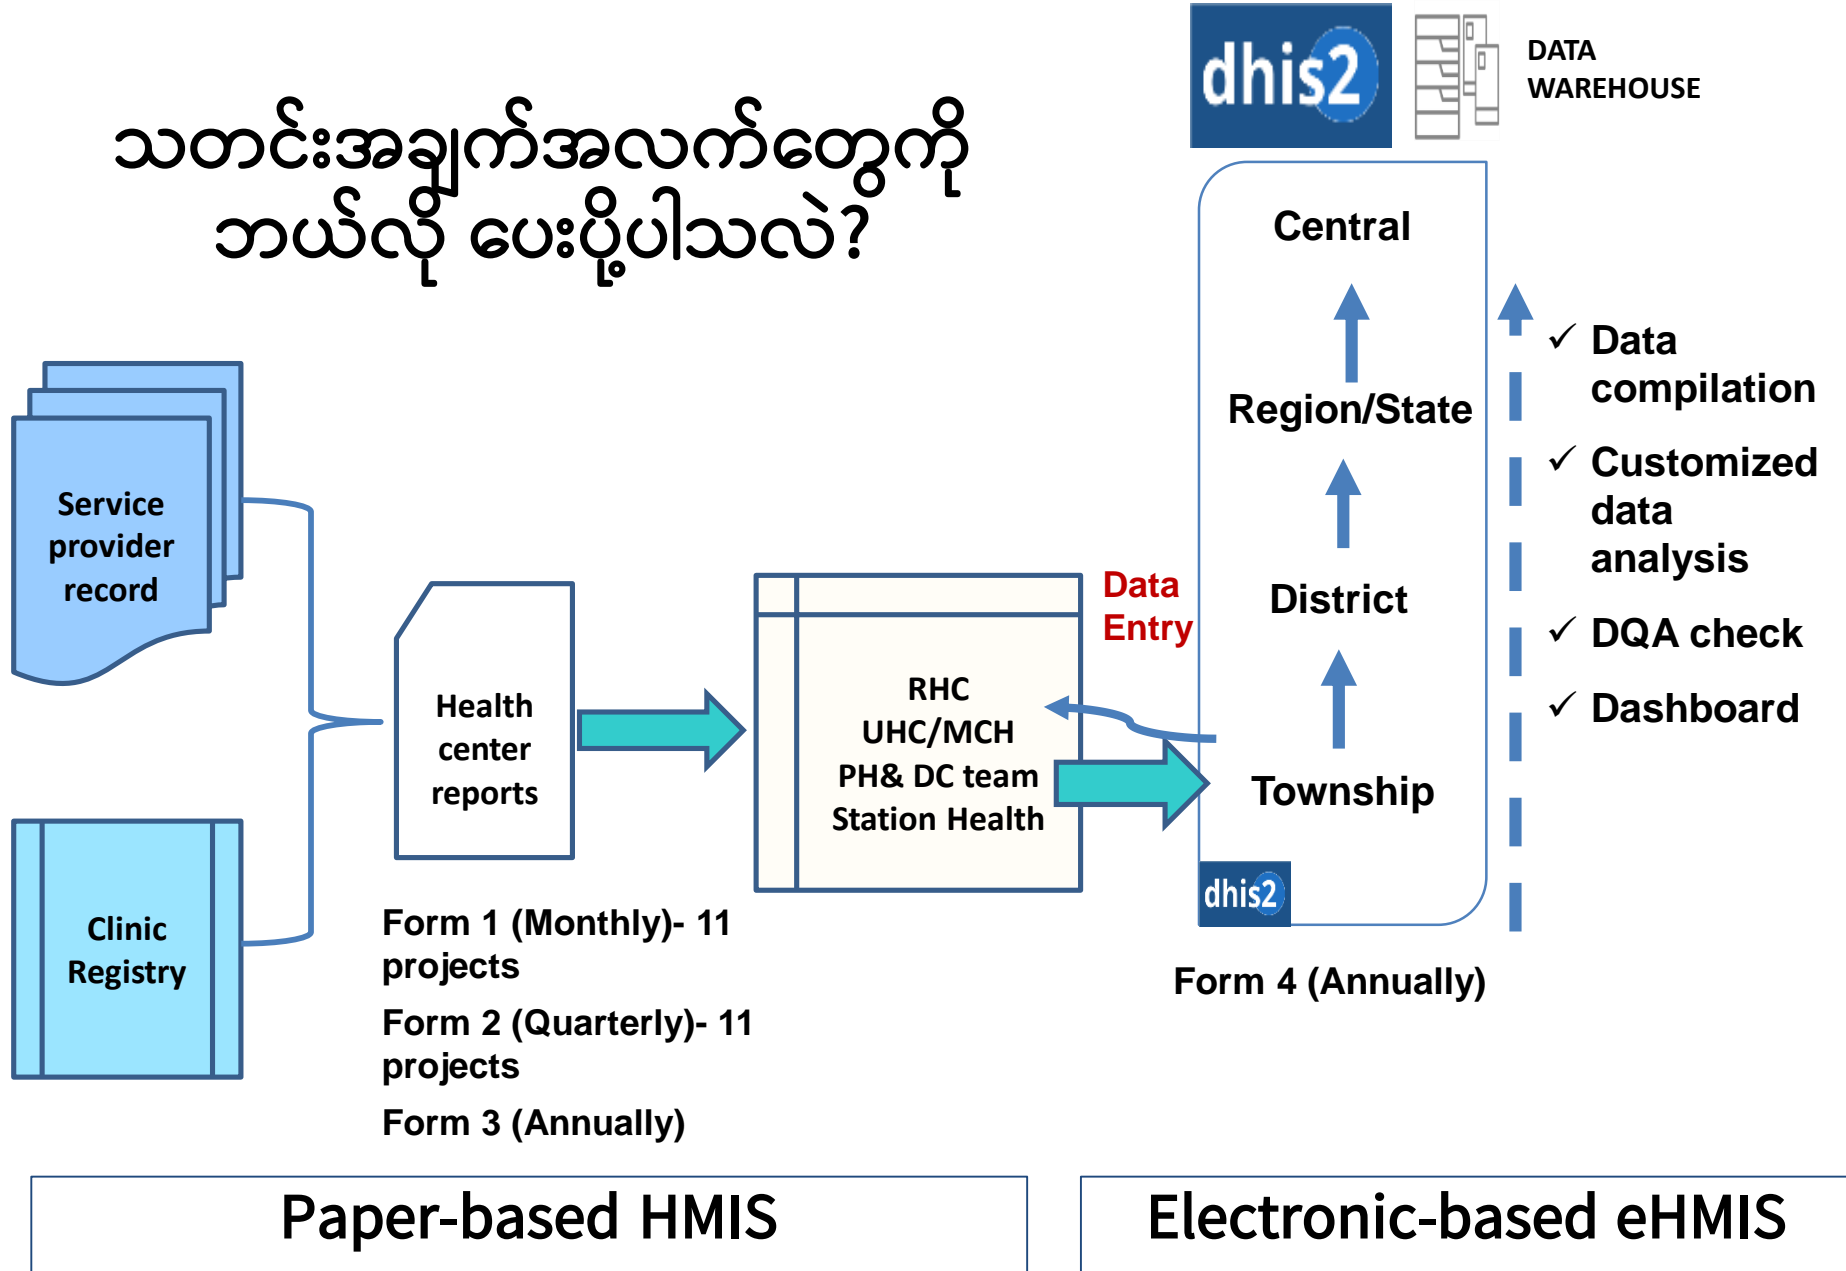 သတင်းအချက်အလက်တွေကို
ဘယ်လို ပေးပို့ပါသလဲ?
dhis2
DATA
WAREHOUSE
Central
Region/State
District
Township
dhis2
Form 4 (Annually)
✓ Data
compilation
✓ Customized
data
analysis
✓ DQA check
✓ Dashboard
Service
provider
record
Clinic
Registry
Health
center
reports
RHC
UHC/MCH
PH& DC team
Station Health
Data
Entry
Form 1 (Monthly)- 11
projects
Form 2 (Quarterly)- 11
projects
Form 3 (Annually)
Paper-based HMIS
Electronic-based eHMIS